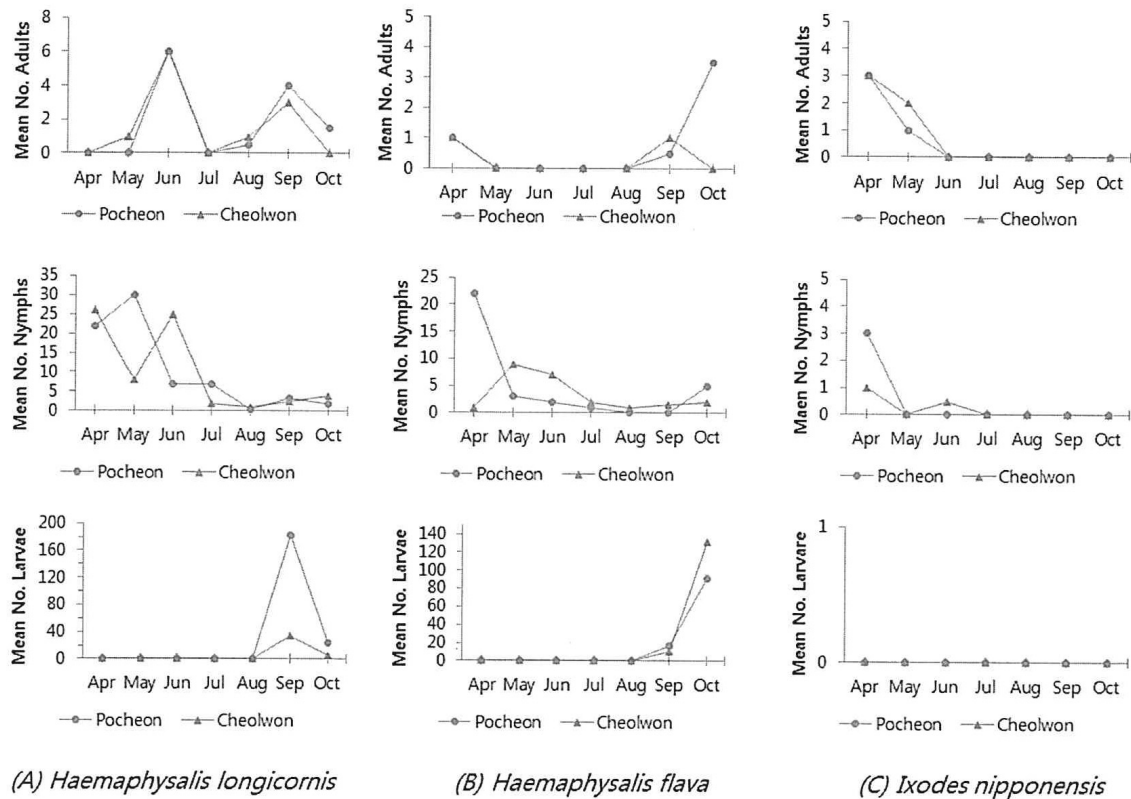 Mean No. Adults
8
6
4
2
0
Apr May Jun Jul Aug Sep Oct
Pocheon Cheolwon
Mean No. Adults
5
4
3
2
1
0
Apr May Jun Jul Aug Sep Oct
Pocheon Cheolwon
Mean No. Adults
5
4
3
2
1
0
Apr May Jun Jul Aug Sep Oct
Pocheon Cheolwon
Mean No. Nymphs
35
30
25
20
15
10
5
0
Apr May Jun Jul Aug Sep Oct
Pocheon Cheolwon
Mean No. Nymphs
25
20
15
10
5
0
Apr May Jun Jul Aug Sep Oct
Pocheon Cheolwon
Maen No. Nymphs
5
4
3
2
1
0
Apr May Jun Jul Aug Sep Oct
Pocheon Cheolwon
Mean No. Larvae
200
160
120
80
40
0
Apr May Jun Jul Aug Sep Oct
Pocheon Cheolwon
Mean No. Larvae
140
120
100
80
60
40
20
0
Apr May Jun Jul Aug Sep Oct
Pocheon Cheolwon
Mean No. Larvare
1
0
Apr May Jun Jul Aug Sep Oct
Pocheon Cheolwon
(A) Haemaphysalis longicornis
(B) Haemaphysalis flava
(C) Ixodes nipponensis